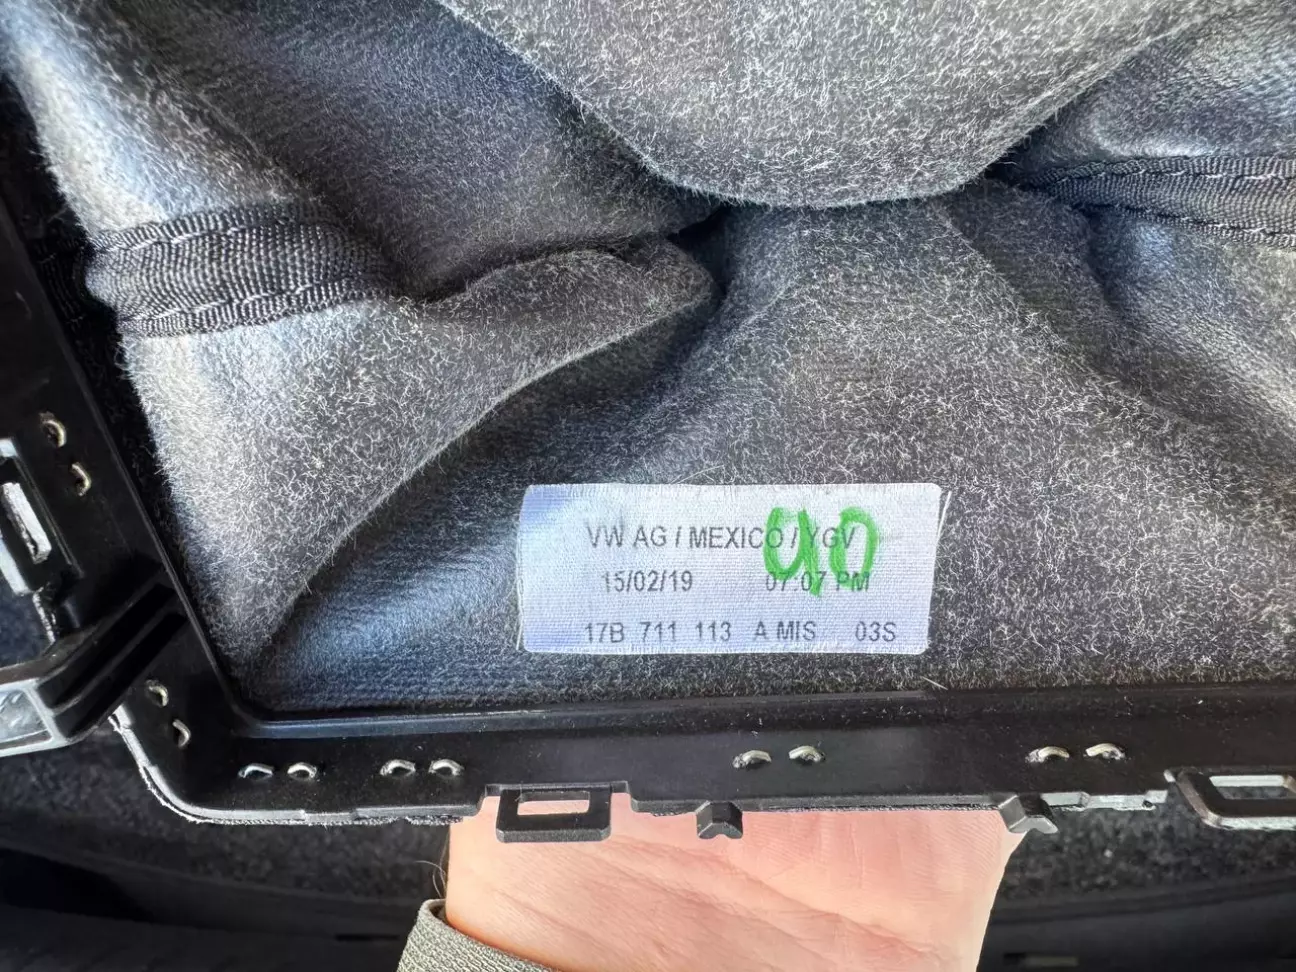 VW AG / MEXICO / YGV
15/02/19 07:07 PM
17B 711 113 A MIS 03S